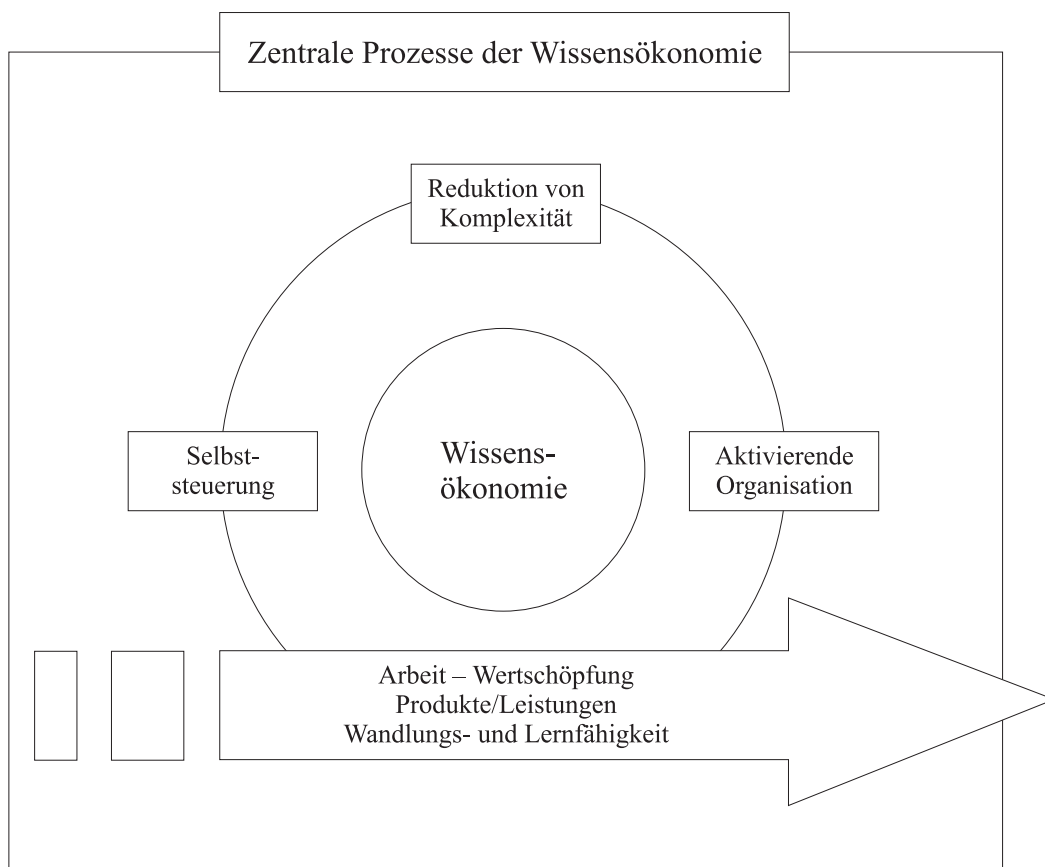 Zentrale Prozesse der Wissensökonomie
Reduktion von
Komplexität
Selbst-
steuerung
Wissens-
ökonomie
Aktivierende
Organisation
Arbeit – Wertschöpfung
Produkte/Leistungen
Wandlungs- und Lernfähigkeit